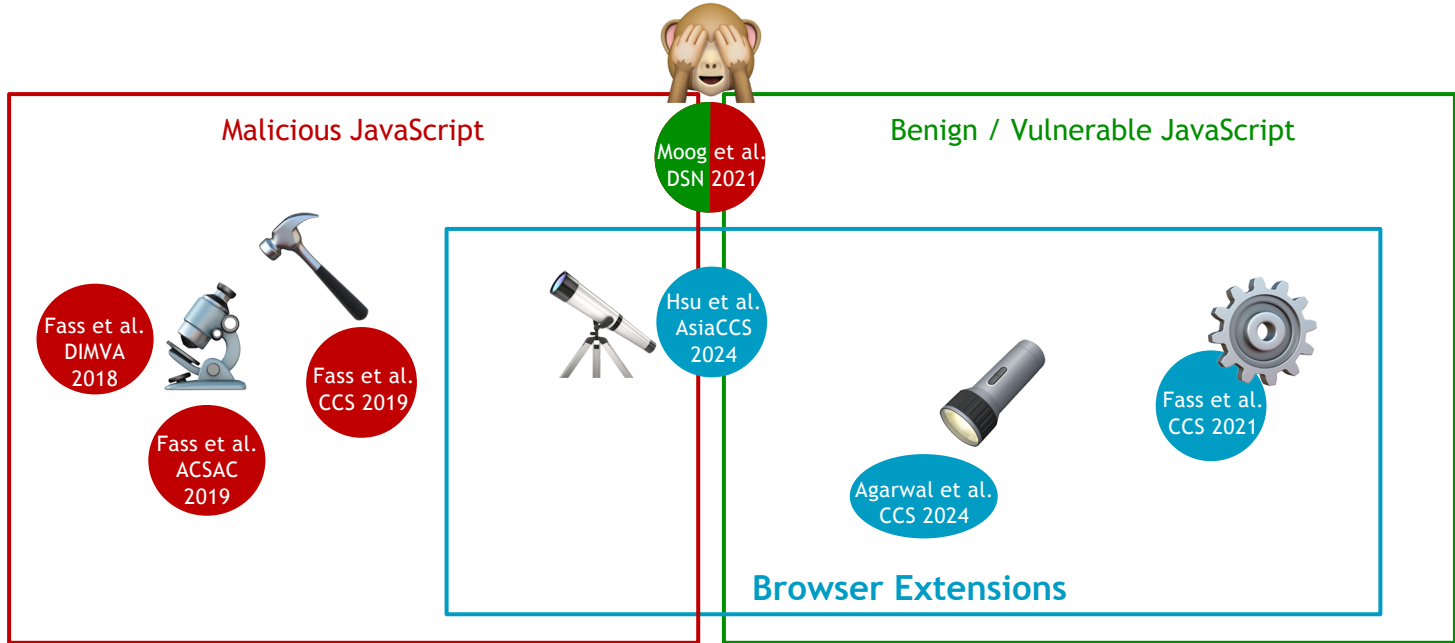 Malicious JavaScript
Benign / Vulnerable JavaScript
Moog et al.
DSN 2021
Fass et al.
DIMVA
2018
Fass et al.
CCS 2019
Fass et al.
ACSAC
2019
Hsu et al.
AsiaCCS
2024
Agarwal et al.
CCS 2024
Fass et al.
CCS 2021
Browser Extensions